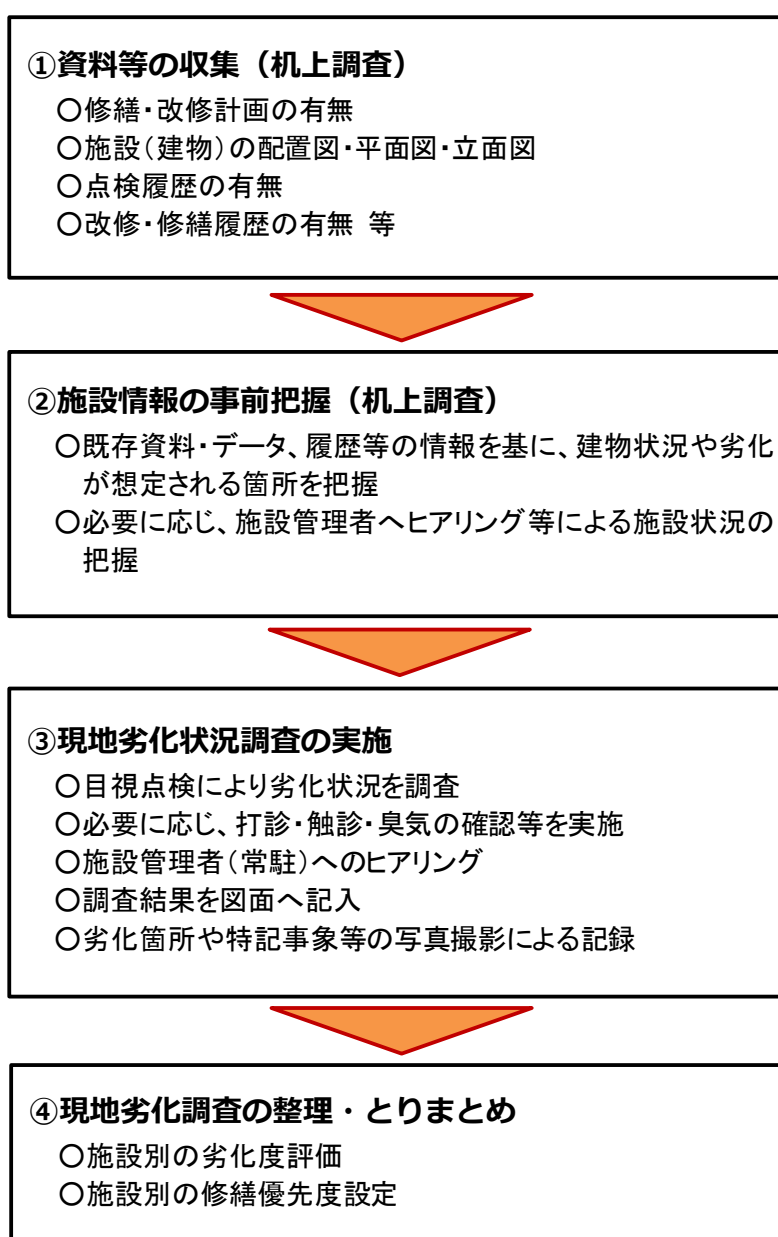 ①資料等の収集（机上調査）
〇修繕・改修計画の有無
〇施設（建物）の配置図・平面図・立面図
〇点検履歴の有無
〇改修・修繕履歴の有無 等
②施設情報の事前把握（机上調査）
〇既存資料・データ、履歴等の情報を基に、建物状況や劣化
が想定される箇所を把握
〇必要に応じ、施設管理者へヒアリング等による施設状況の
把握
③現地劣化状況調査の実施
〇目視点検により劣化状況を調査
〇必要に応じ、打診・触診・臭気の確認等を実施
〇施設管理者（常駐）へのヒアリング
〇調査結果を図面へ記入
〇劣化箇所や特記事象等の写真撮影による記録
④現地劣化調査の整理・とりまとめ
〇施設別の劣化度評価
〇施設別の修繕優先度設定